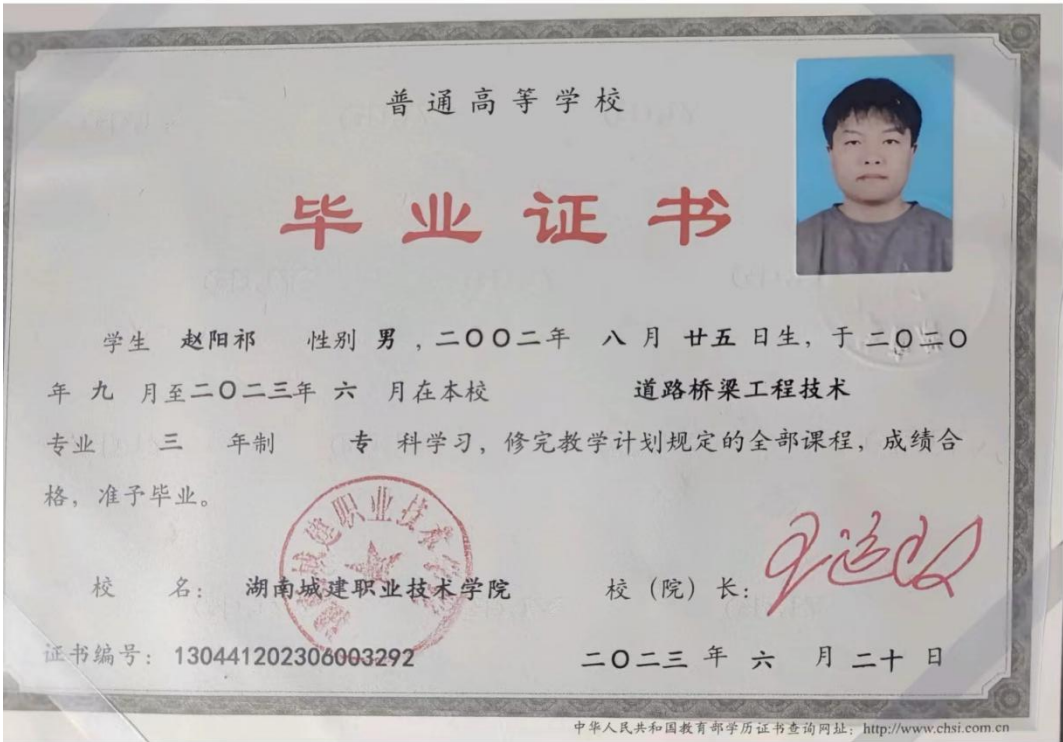 普通高等学校
毕业证书
学生 赵阳祁 性别 男 ，二〇〇二年 八 月 廿五 日生，于 二〇二〇
年 九 月至二〇二三年 六 月在本校 道路桥梁工程技术
专业 三 年制 专 科学习，修完教学计划规定的全部课程，成绩合
格，准予毕业。
校 名： 湖南城建职业技术学院 校（院）长：
证书编号：130441202306003292 二〇二三 年 六 月 二十 日
中华人民共和国教育部学历证书查询网址：http://www.chsi.com.cn